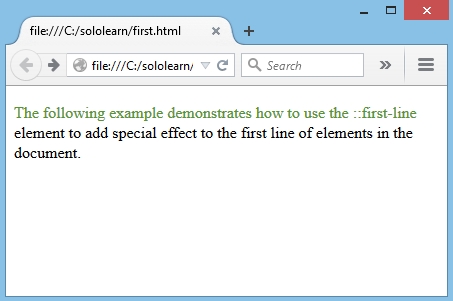 file:///C:/sololearn/first.html
file:///C:/sololearn/
Search
The following example demonstrates how to use the ::first-line
element to add special effect to the first line of elements in the
document.